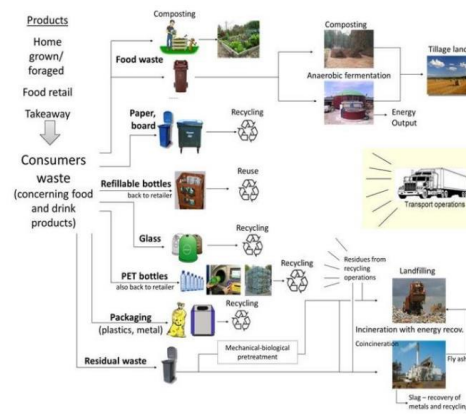 Products
Home
grown/
foraged
Food retail
Takeaway
Consumers
waste
(concerning food
and drink
products)
Composting
Food waste
Composting
Anaerobic fermentation
Energy
Output
Tillage land
Paper,
board
Recycling
Refillable bottles
back to retailer
Reuse
Transport operations
Glass
Recycling
PET bottles
also back to retailer
Recycling
Residues from
recycling
operations
Packaging
(plastics, metal)
Recycling
Landfilling
Incineration with energy recov.
Coincineration
Mechanical-biological
pretreatment
Residual waste
Fly ash
Slag – recovery of
metals and recycling